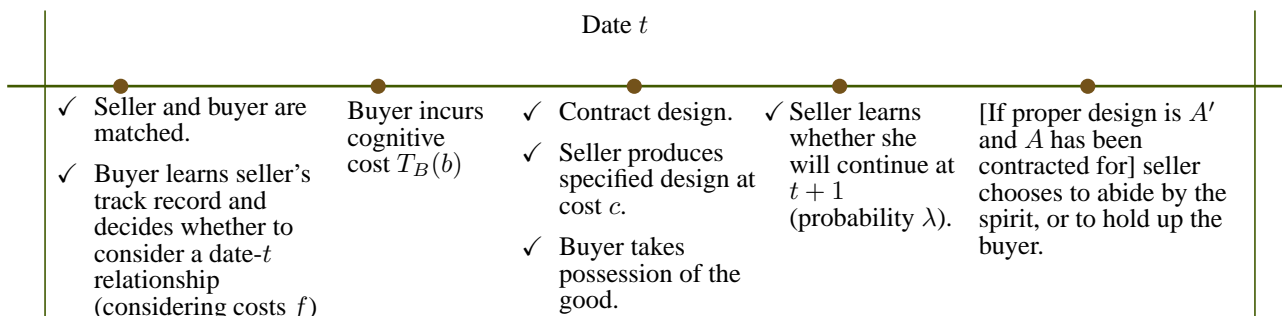 Date t
✓ Seller and buyer are
matched.
✓ Buyer learns seller's
track record and
decides whether to
consider a date-t
relationship
(considering costs f)
Buyer incurs
cognitive
cost T_B(b)
✓ Contract design.
✓ Seller produces
specified design at
cost c.
✓ Buyer takes
possession of the
good.
✓ Seller learns
whether she
will continue at
t + 1
(probability λ).
[If proper design is A′
and A has been
contracted for] seller
chooses to abide by the
spirit, or to hold up the
buyer.